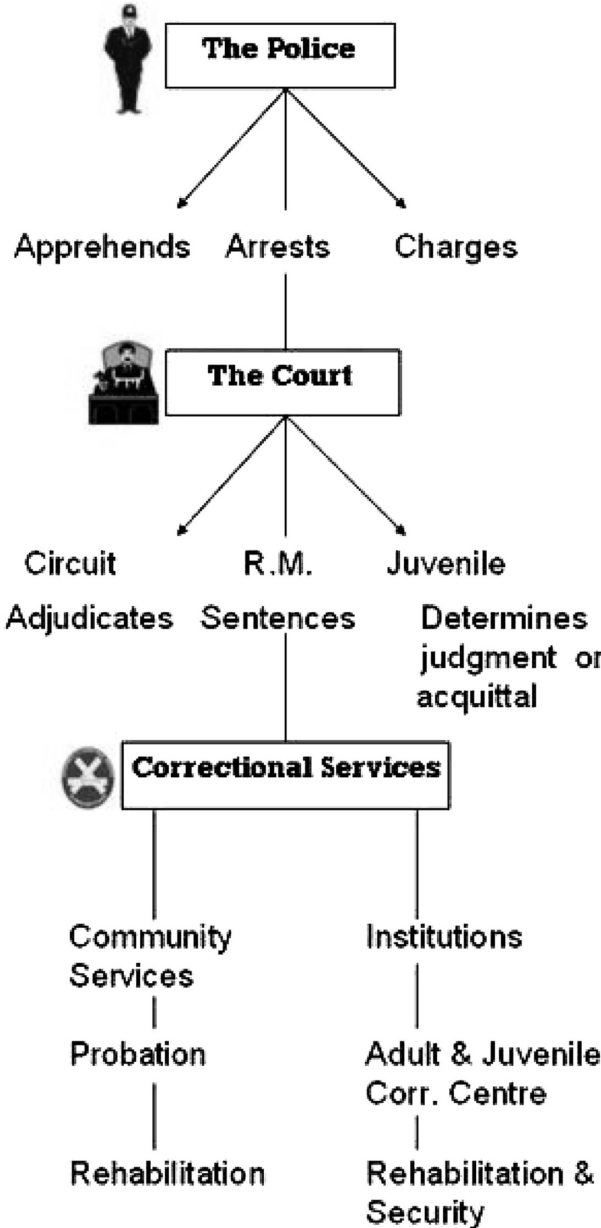 The Police
Apprehends Arrests Charges
The Court
Circuit R.M. Juvenile
Adjudicates Sentences Determines
judgment or
acquittal
Correctional Services
Community
Services
Institutions
Probation
Adult & Juvenile
Corr. Centre
Rehabilitation
Rehabilitation &
Security